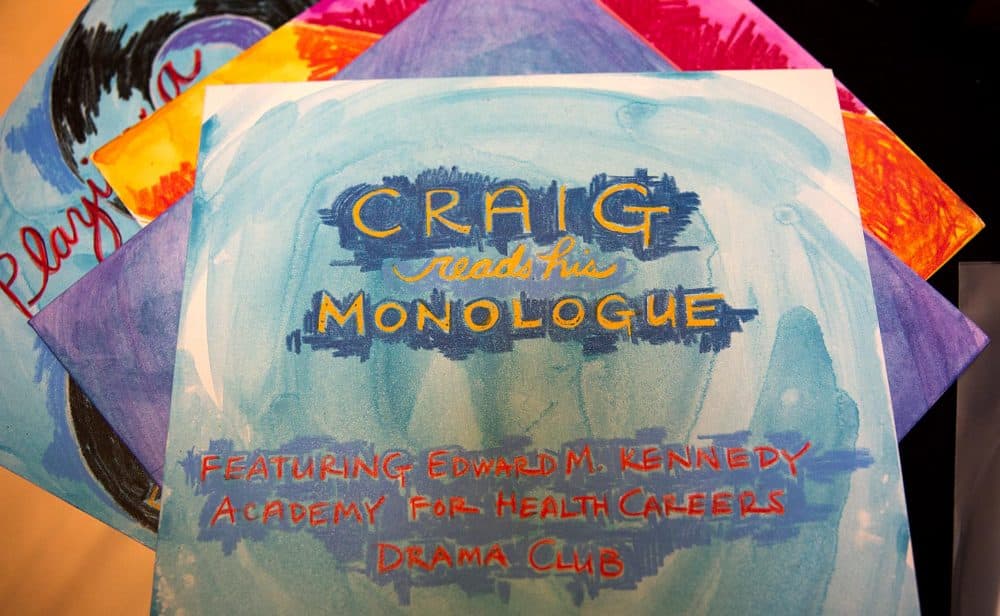 CRAIG
reads his
MONOLOGUE
FEATURING EDWARD M. KENNEDY
ACADEMY FOR HEALTH CAREERS
DRAMA CLUB